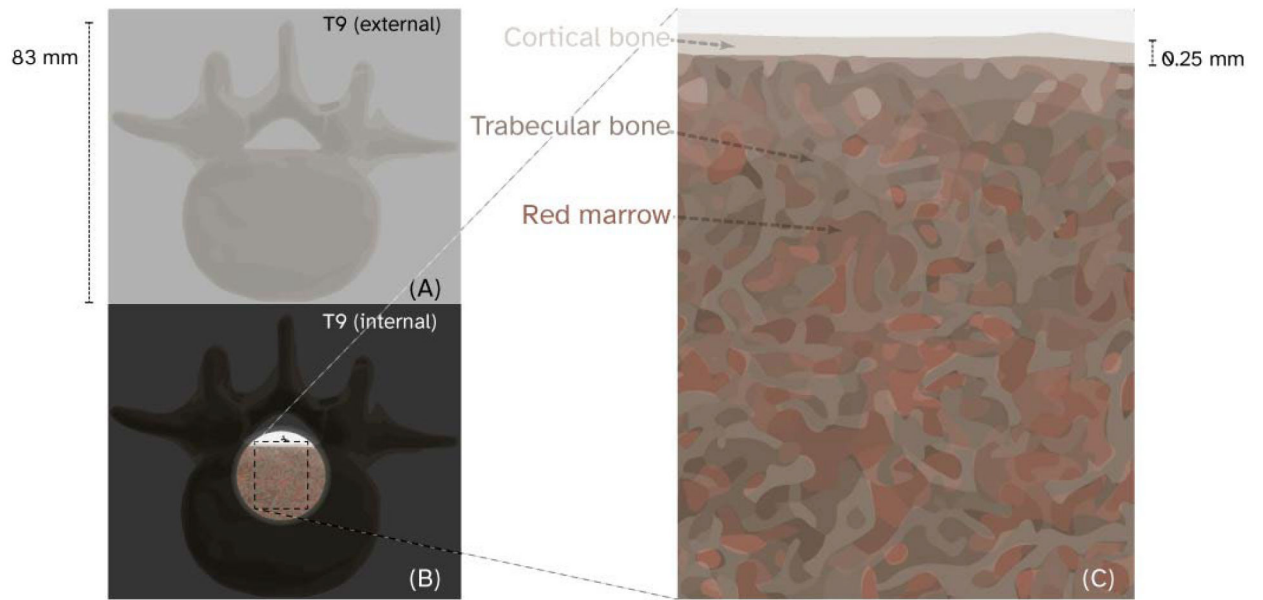 T9 (external)
83 mm
(A)
T9 (internal)
(B)
Cortical bone
0.25 mm
Trabecular bone
Red marrow
(C)